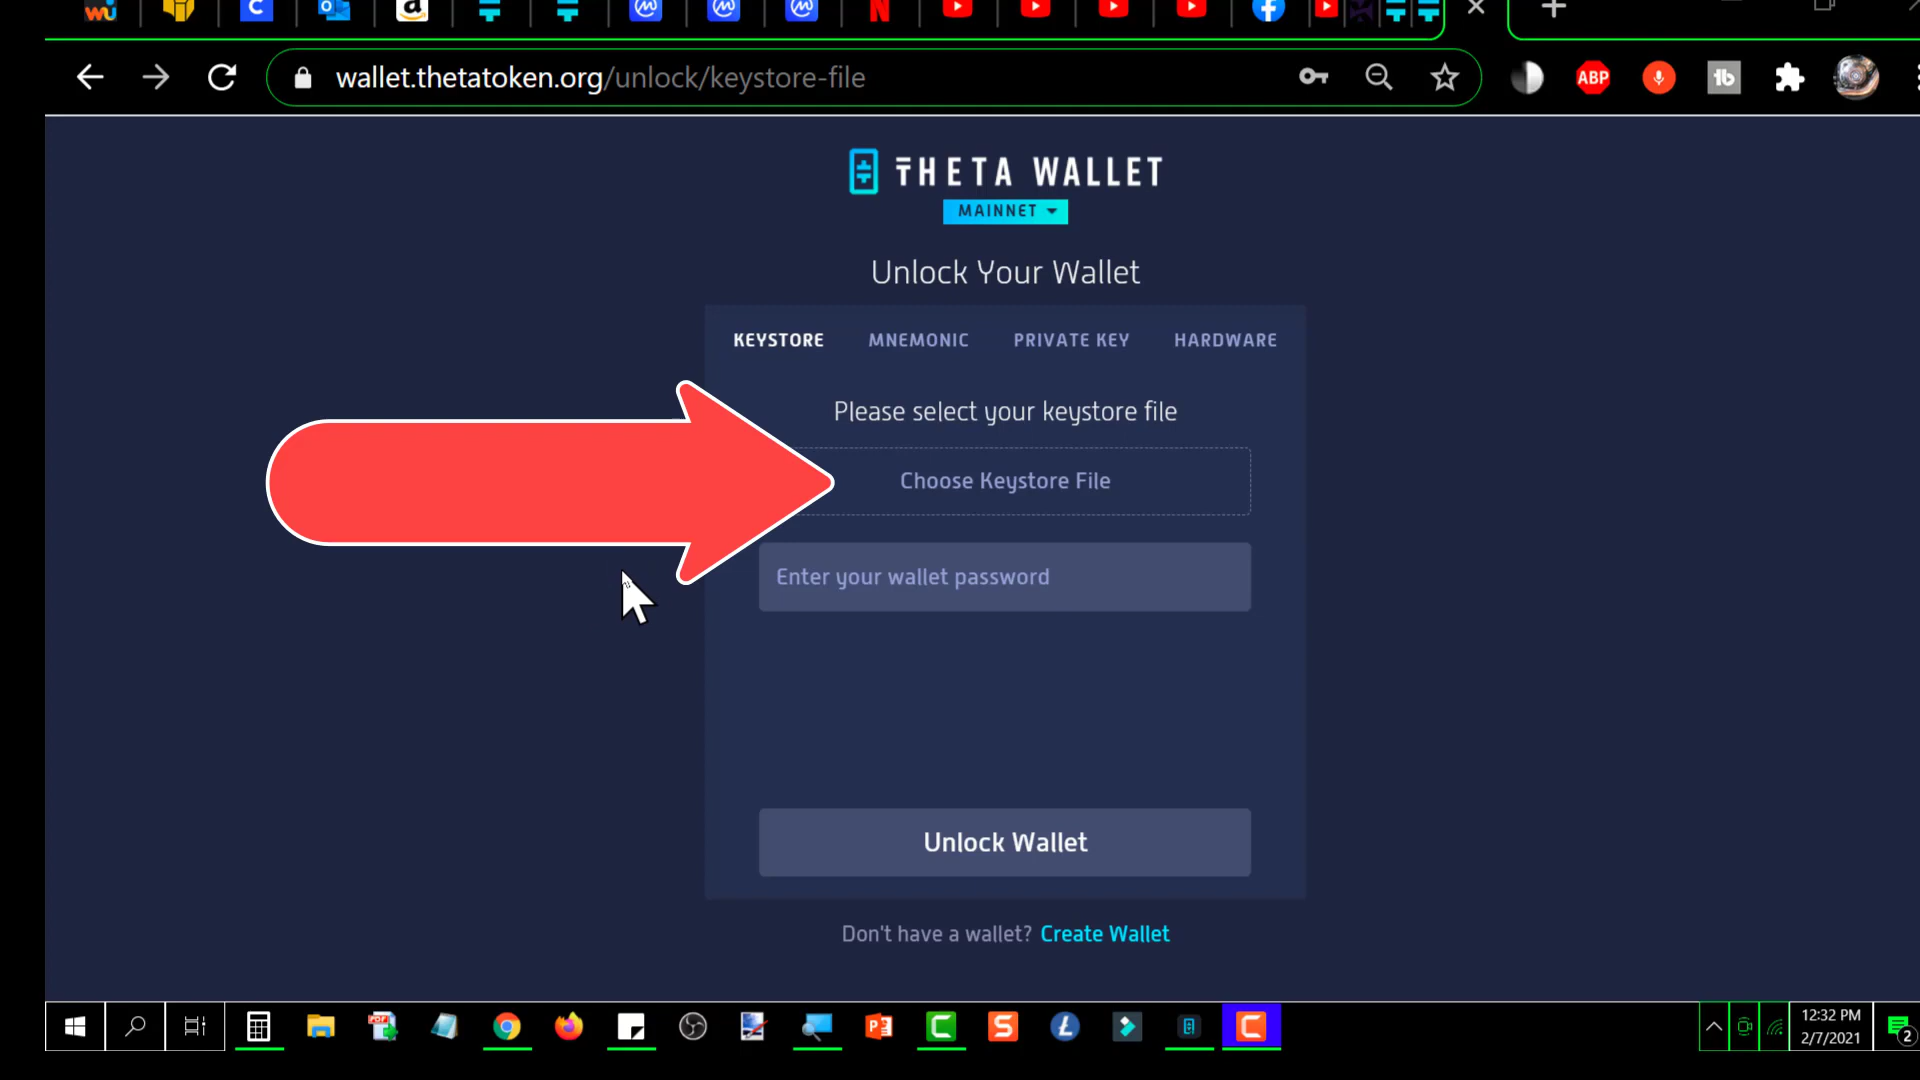 wallet.thetatoken.org/unlock/keystore-file
ABP
THETA WALLET
MAINNET
Unlock Your Wallet
KEYSTORE MNEMONIC PRIVATE KEY HARDWARE
Please select your keystore file
Choose Keystore File
Enter your wallet password
Unlock Wallet
Don't have a wallet? Create Wallet
12:32 PM
2/7/2021
2